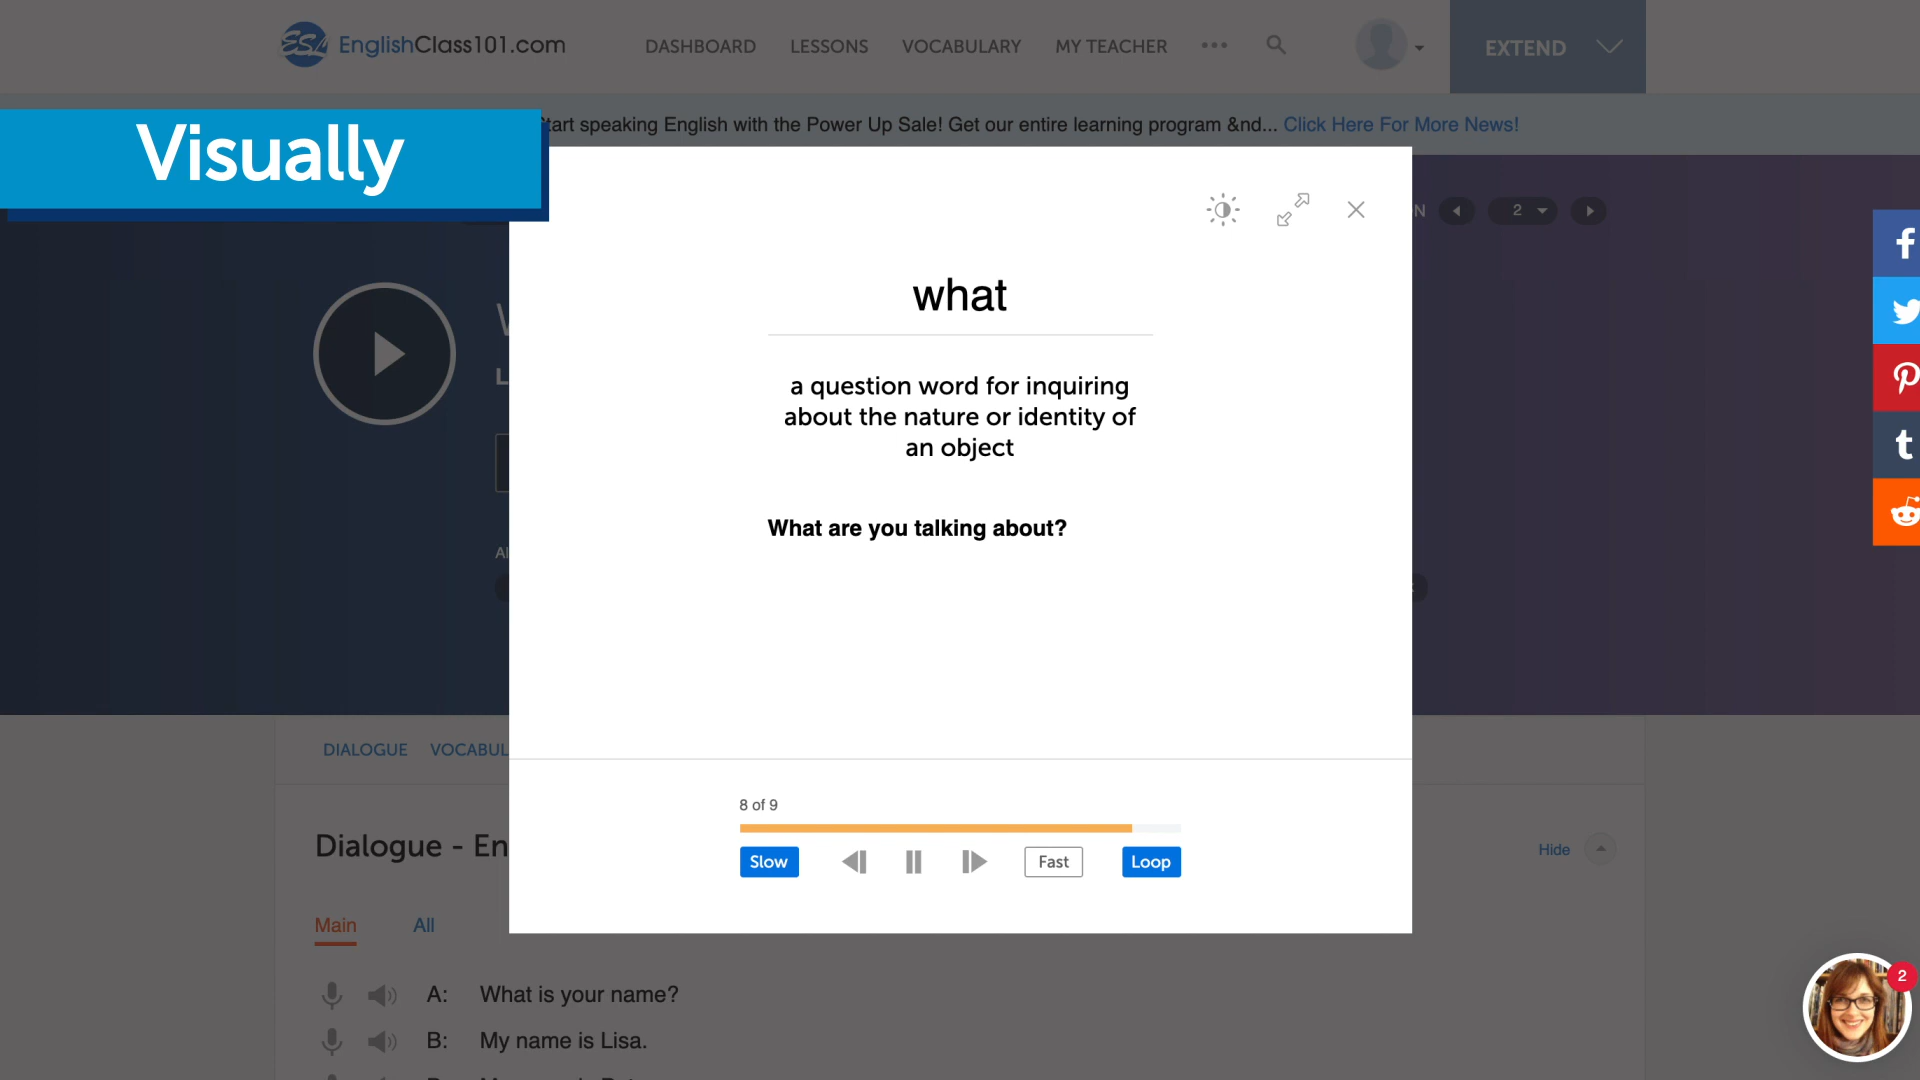 ESL EnglishClass101.com
DASHBOARD LESSONS VOCABULARY MY TEACHER
EXTEND
Start speaking English with the Power Up Sale! Get our entire learning program &nd... Click Here For More News!
Visually
2
what
a question word for inquiring
about the nature or identity of
an object
What are you talking about?
DIALOGUE VOCABUL
8 of 9
Slow Fast Loop
Dialogue - En
Hide
Main All
2
A: What is your name?
B: My name is Lisa.